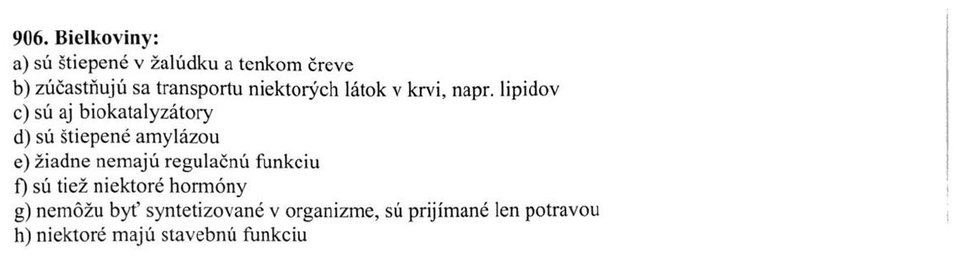 906. Bielkoviny:
a) sú štiepené v žalúdku a tenkom čreve
b) zúčastňujú sa transportu niektorých látok v krvi, napr. lipidov
c) sú aj biokatalyzátory
d) sú štiepené amylázou
e) žiadne nemajú regulačnú funkciu
f) sú tiež niektoré hormóny
g) nemôžu byť syntetizované v organizme, sú prijímané len potravou
h) niektoré majú stavebnú funkciu